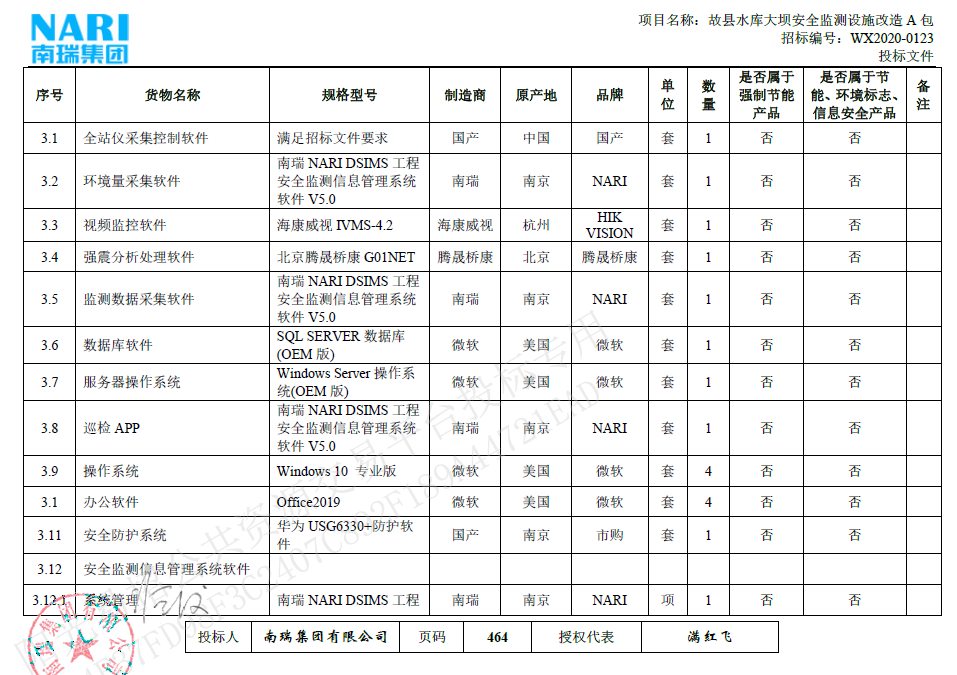 NARI
南瑞集团
项目名称：故县水库大坝安全监测设施改造 A 包
招标编号：WX2020-0123
投标文件
序号 货物名称 规格型号 制造商 原产地 品牌 单位 数量 是否属于强制节能产品 是否属于节能、环境标志、信息安全产品 备注
3.1 全站仪采集控制软件 满足招标文件要求 国产 中国 国产 套 1 否 否
3.2 环境量采集软件 南瑞 NARI DSIMS 工程安全监测信息管理系统软件 V5.0 南瑞 南京 NARI 套 1 否 否
3.3 视频监控软件 海康威视 IVMS-4.2 海康威视 杭州 HIK VISION 套 1 否 否
3.4 强震分析处理软件 北京腾晟桥康 G01NET 腾晟桥康 北京 腾晟桥康 套 1 否 否
3.5 监测数据采集软件 南瑞 NARI DSIMS 工程安全监测信息管理系统软件 V5.0 南瑞 南京 NARI 套 1 否 否
3.6 数据库软件 SQL SERVER 数据库(OEM 版) 微软 美国 微软 套 1 否 否
3.7 服务器操作系统 Windows Server 操作系统(OEM 版) 微软 美国 微软 套 1 否 否
3.8 巡检 APP 南瑞 NARI DSIMS 工程安全监测信息管理系统软件 V5.0 南瑞 南京 NARI 套 1 否 否
3.9 操作系统 Windows 10 专业版 微软 美国 微软 套 4 否 否
3.1 办公软件 Office2019 微软 美国 微软 套 4 否 否
3.11 安全防护系统 华为 USG6330+防护软件 国产 南京 市购 套 1 否 否
3.12 安全监测信息管理系统软件
3.12.1 系统管理 南瑞 NARI DSIMS 工程 南瑞 南京 NARI 项 1 否 否
投标人 南瑞集团有限公司 页码 464 授权代表 满红飞